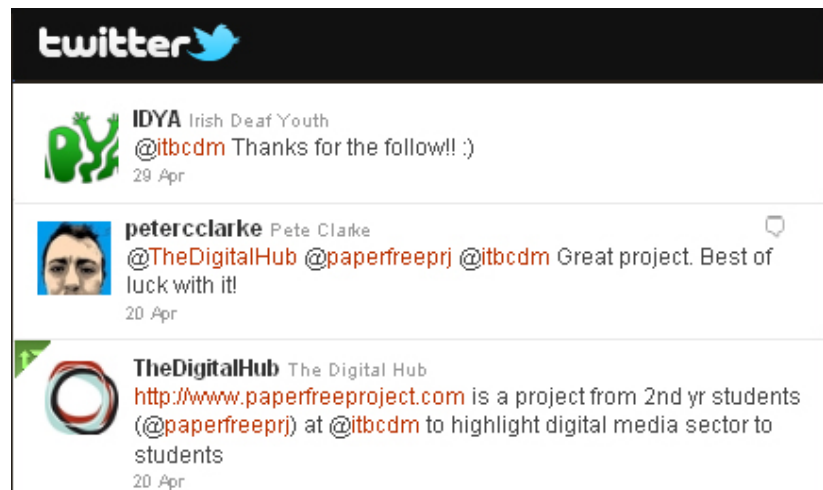 twitter
IDYA Irish Deaf Youth
@itbcdm Thanks for the follow!! :)
29 Apr
petercclarke Pete Clarke
@TheDigitalHub @paperfreeprj @itbcdm Great project. Best of
luck with it!
20 Apr
TheDigitalHub The Digital Hub
http://www.paperfreeproject.com is a project from 2nd yr students
(@paperfreeprj) at @itbcdm to highlight digital media sector to
students
20 Apr